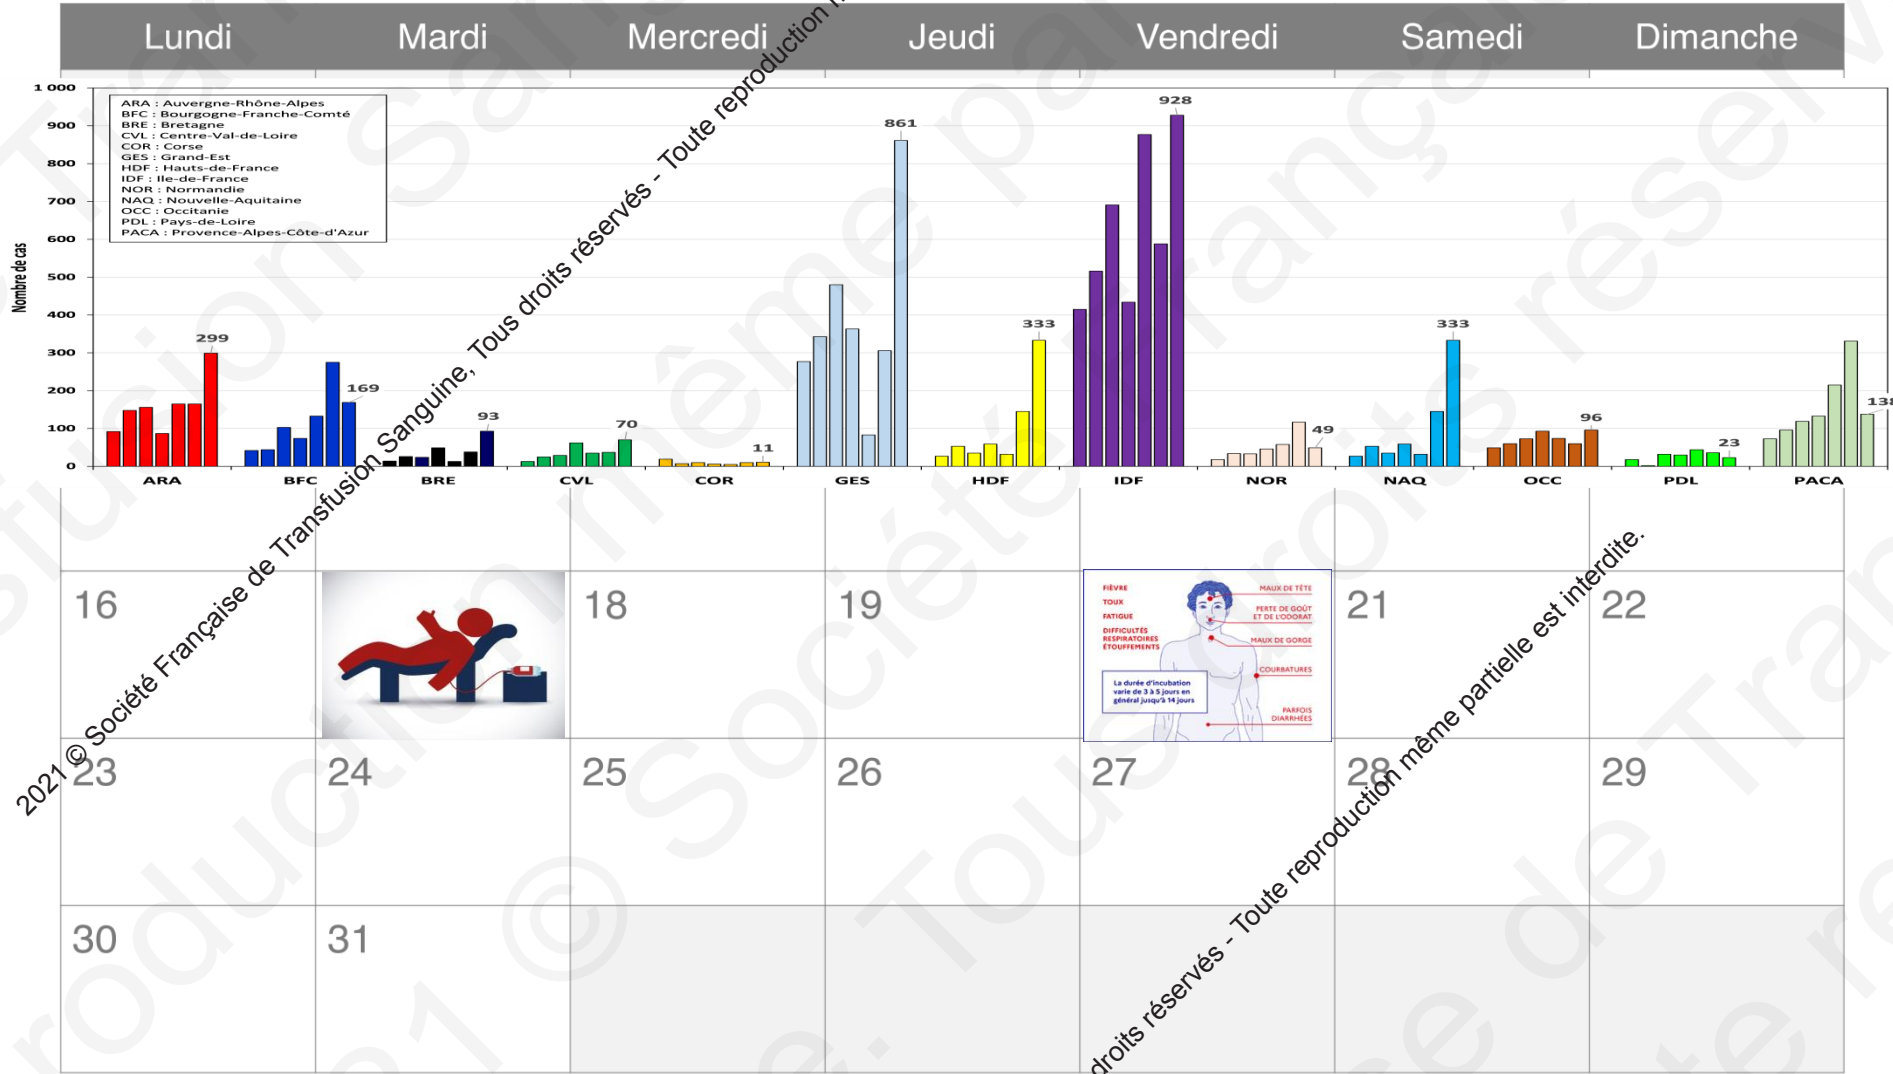 Lundi Mardi Mercredi Jeudi Vendredi Samedi Dimanche
1 000
900
800
700
600
500
400
300
200
100
0
Nombre de cas
ARA : Auvergne-Rhône-Alpes
BFC : Bourgogne-Franche-Comté
BRE : Bretagne
CVL : Centre-Val-de-Loire
COR : Corse
GES : Grand-Est
HDF : Hauts-de-France
IDF : Ile-de-France
NOR : Normandie
NAQ : Nouvelle-Aquitaine
OCC : Occitanie
PDL : Pays-de-Loire
PACA : Provence-Alpes-Côte-d'Azur
299 169 93 70 11 861 333 928 49 333 96 23 138
ARA BFC BRE CVL COR GES HDF IDF NOR NAQ OCC PDL PACA
16 18 19 21 22
FIÈVRE
TOUX
FATIGUE
DIFFICULTÉS
RESPIRATOIRES
ÉTOUFFEMENTS
La durée d'incubation
varie de 3 à 5 jours en
général jusqu'à 14 jours
MAUX DE TÊTE
PERTE DE GOÛT
ET DE L'ODORAT
MAUX DE GORGE
COURBATURES
PARFOIS
DIARRHÉES
23 24 25 26 27 28 29
30 31
2021 © Société Française de Transfusion Sanguine, Tous droits réservés - Toute reproduction
droits réservés - Toute reproduction même partielle est interdite.